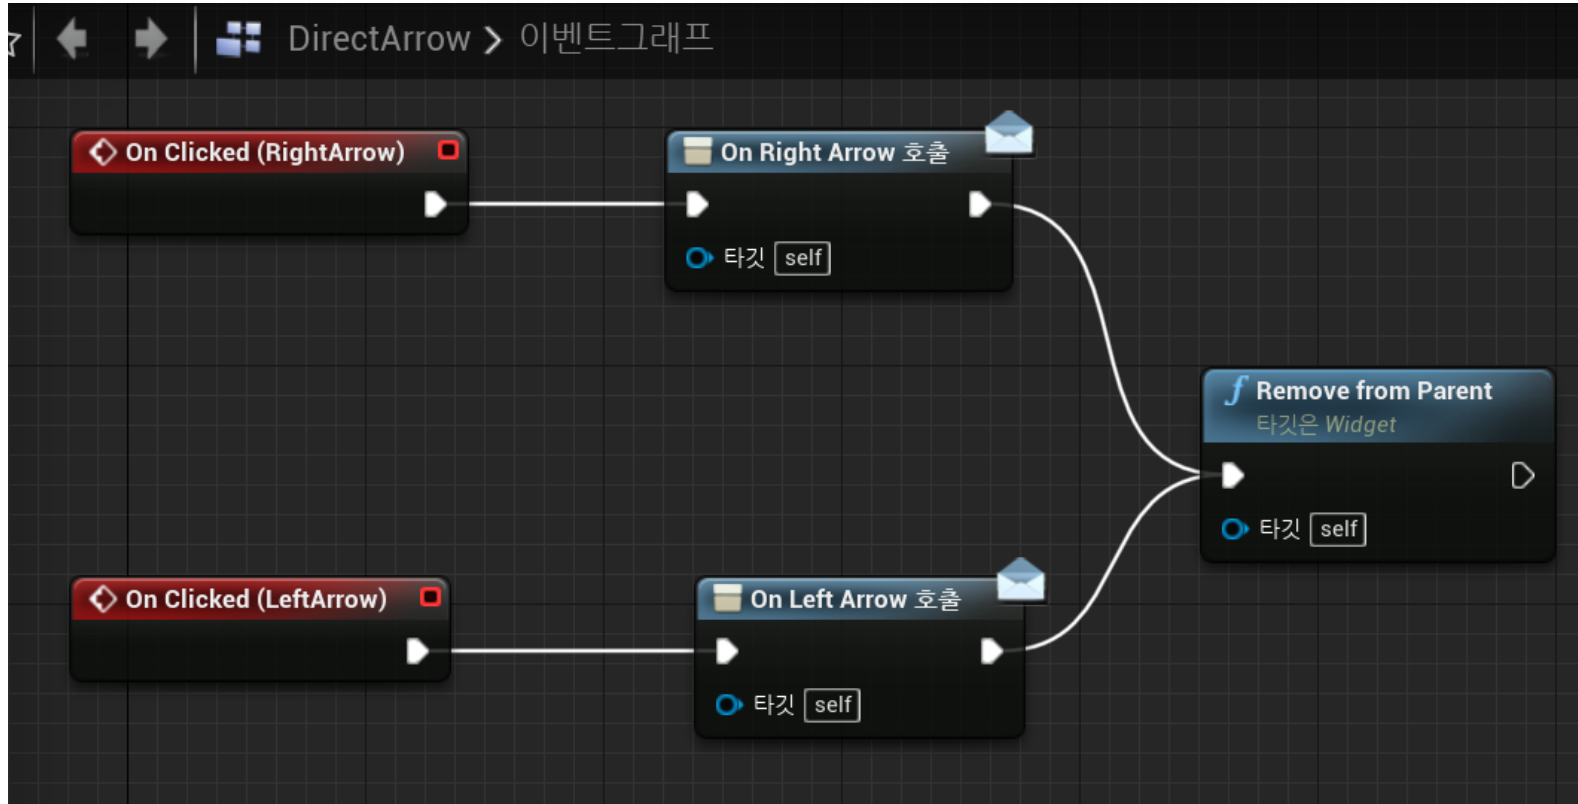 DirectArrow > 이벤트그래프
On Clicked (RightArrow)
On Right Arrow 호출
타깃 self
Remove from Parent
타깃은 Widget
타깃 self
On Clicked (LeftArrow)
On Left Arrow 호출
타깃 self